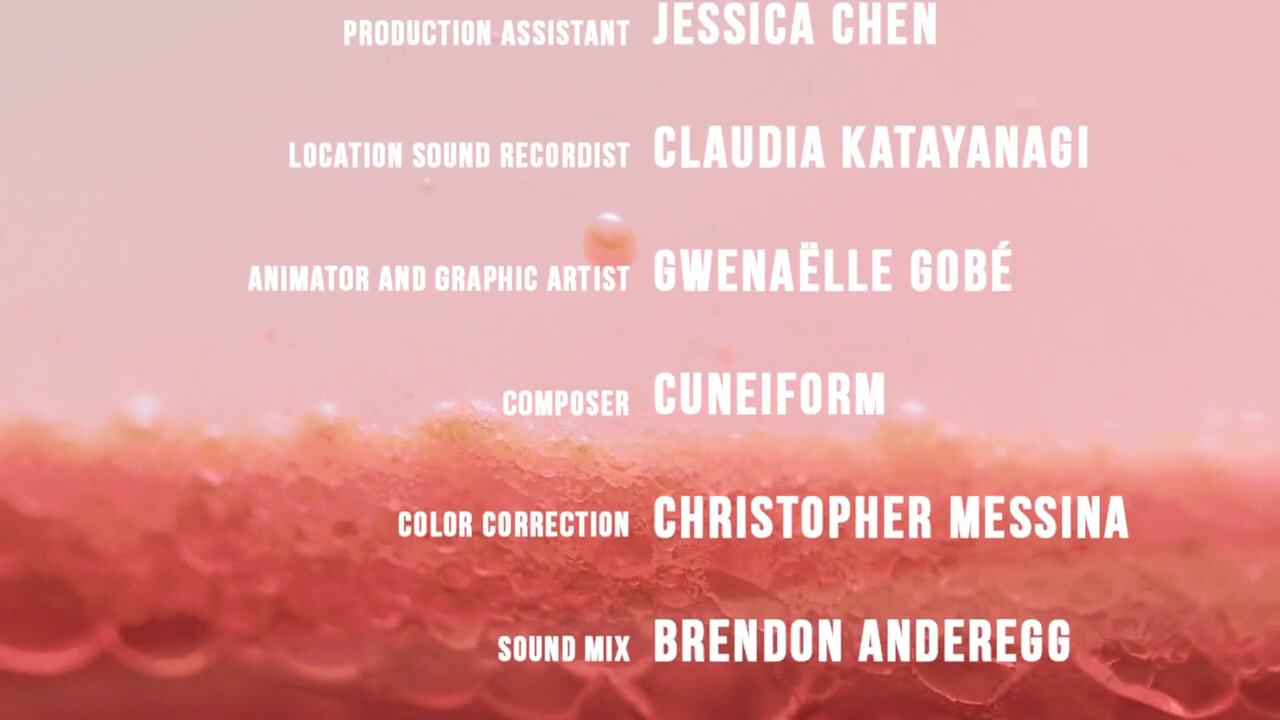 PRODUCTION ASSISTANT JESSICA CHEN
LOCATION SOUND RECORDIST CLAUDIA KATAYANAGI
ANIMATOR AND GRAPHIC ARTIST GWENAËLLE GOBÉ
COMPOSER CUNEIFORM
COLOR CORRECTION CHRISTOPHER MESSINA
SOUND MIX BRENDON ANDEREGG